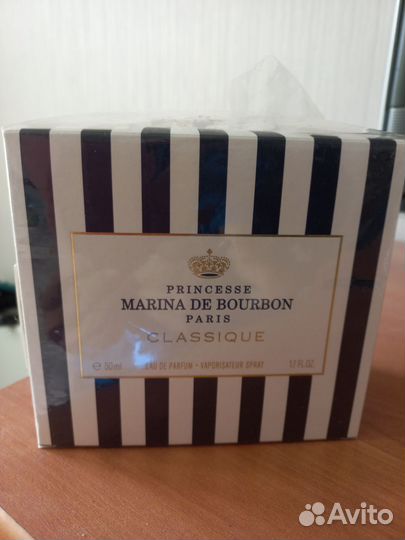 PRINCESSE
MARINA DE BOURBON
PARIS
CLASSIQUE
℮ 50ml EAU DE PARFUM - VAPORISATEUR SPRAY 1.7 FL.OZ.
Avito